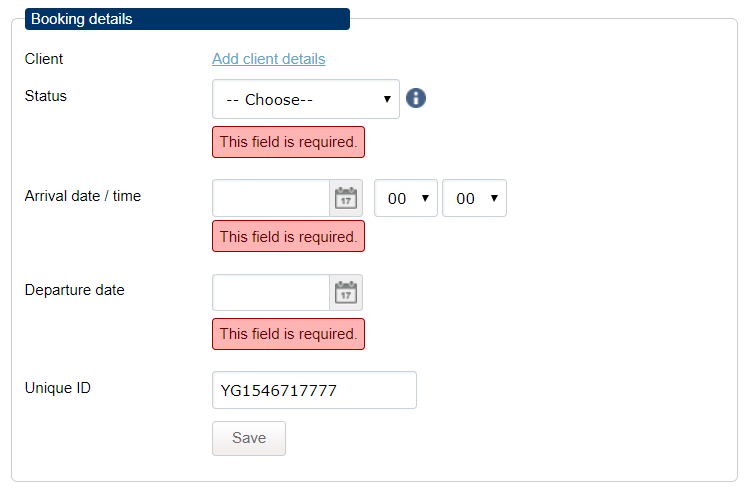 Booking details
Client Add client details
Status -- Choose--
This field is required.
Arrival date / time 17 00 00
This field is required.
Departure date 17
This field is required.
Unique ID YG1546717777
Save